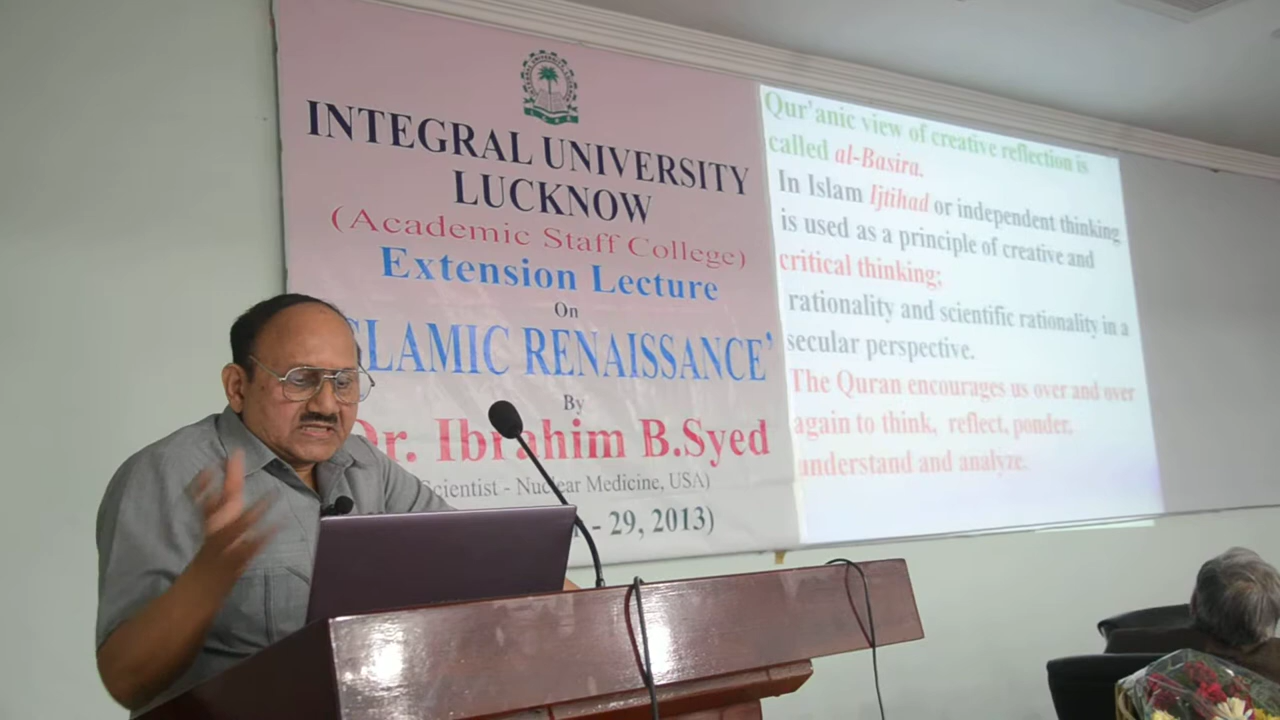 INTEGRAL UNIVERSITY
LUCKNOW
(Academic Staff College)
Extension Lecture
On
LAMIC RENAISSANCE’
By
Dr. Ibrahim B.Syed
Scientist - Nuclear Medicine, USA)
- 29, 2013)
Qur'anic view of creative reflection is
called al-Basira.
In Islam Ijtihad or independent thinking
is used as a principle of creative and
critical thinking;
rationality and scientific rationality in a
secular perspective.
The Quran encourages us over and over
again to think, reflect, ponder,
understand and analyze.